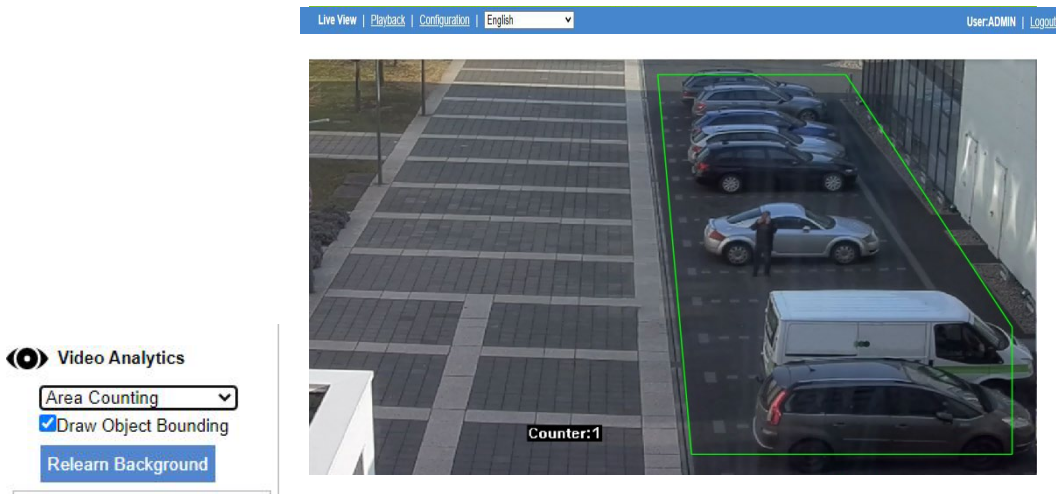 Live View | Playback | Configuration | English
User:ADMIN | Logout
Counter:1
Video Analytics
Area Counting
Draw Object Bounding
Relearn Background